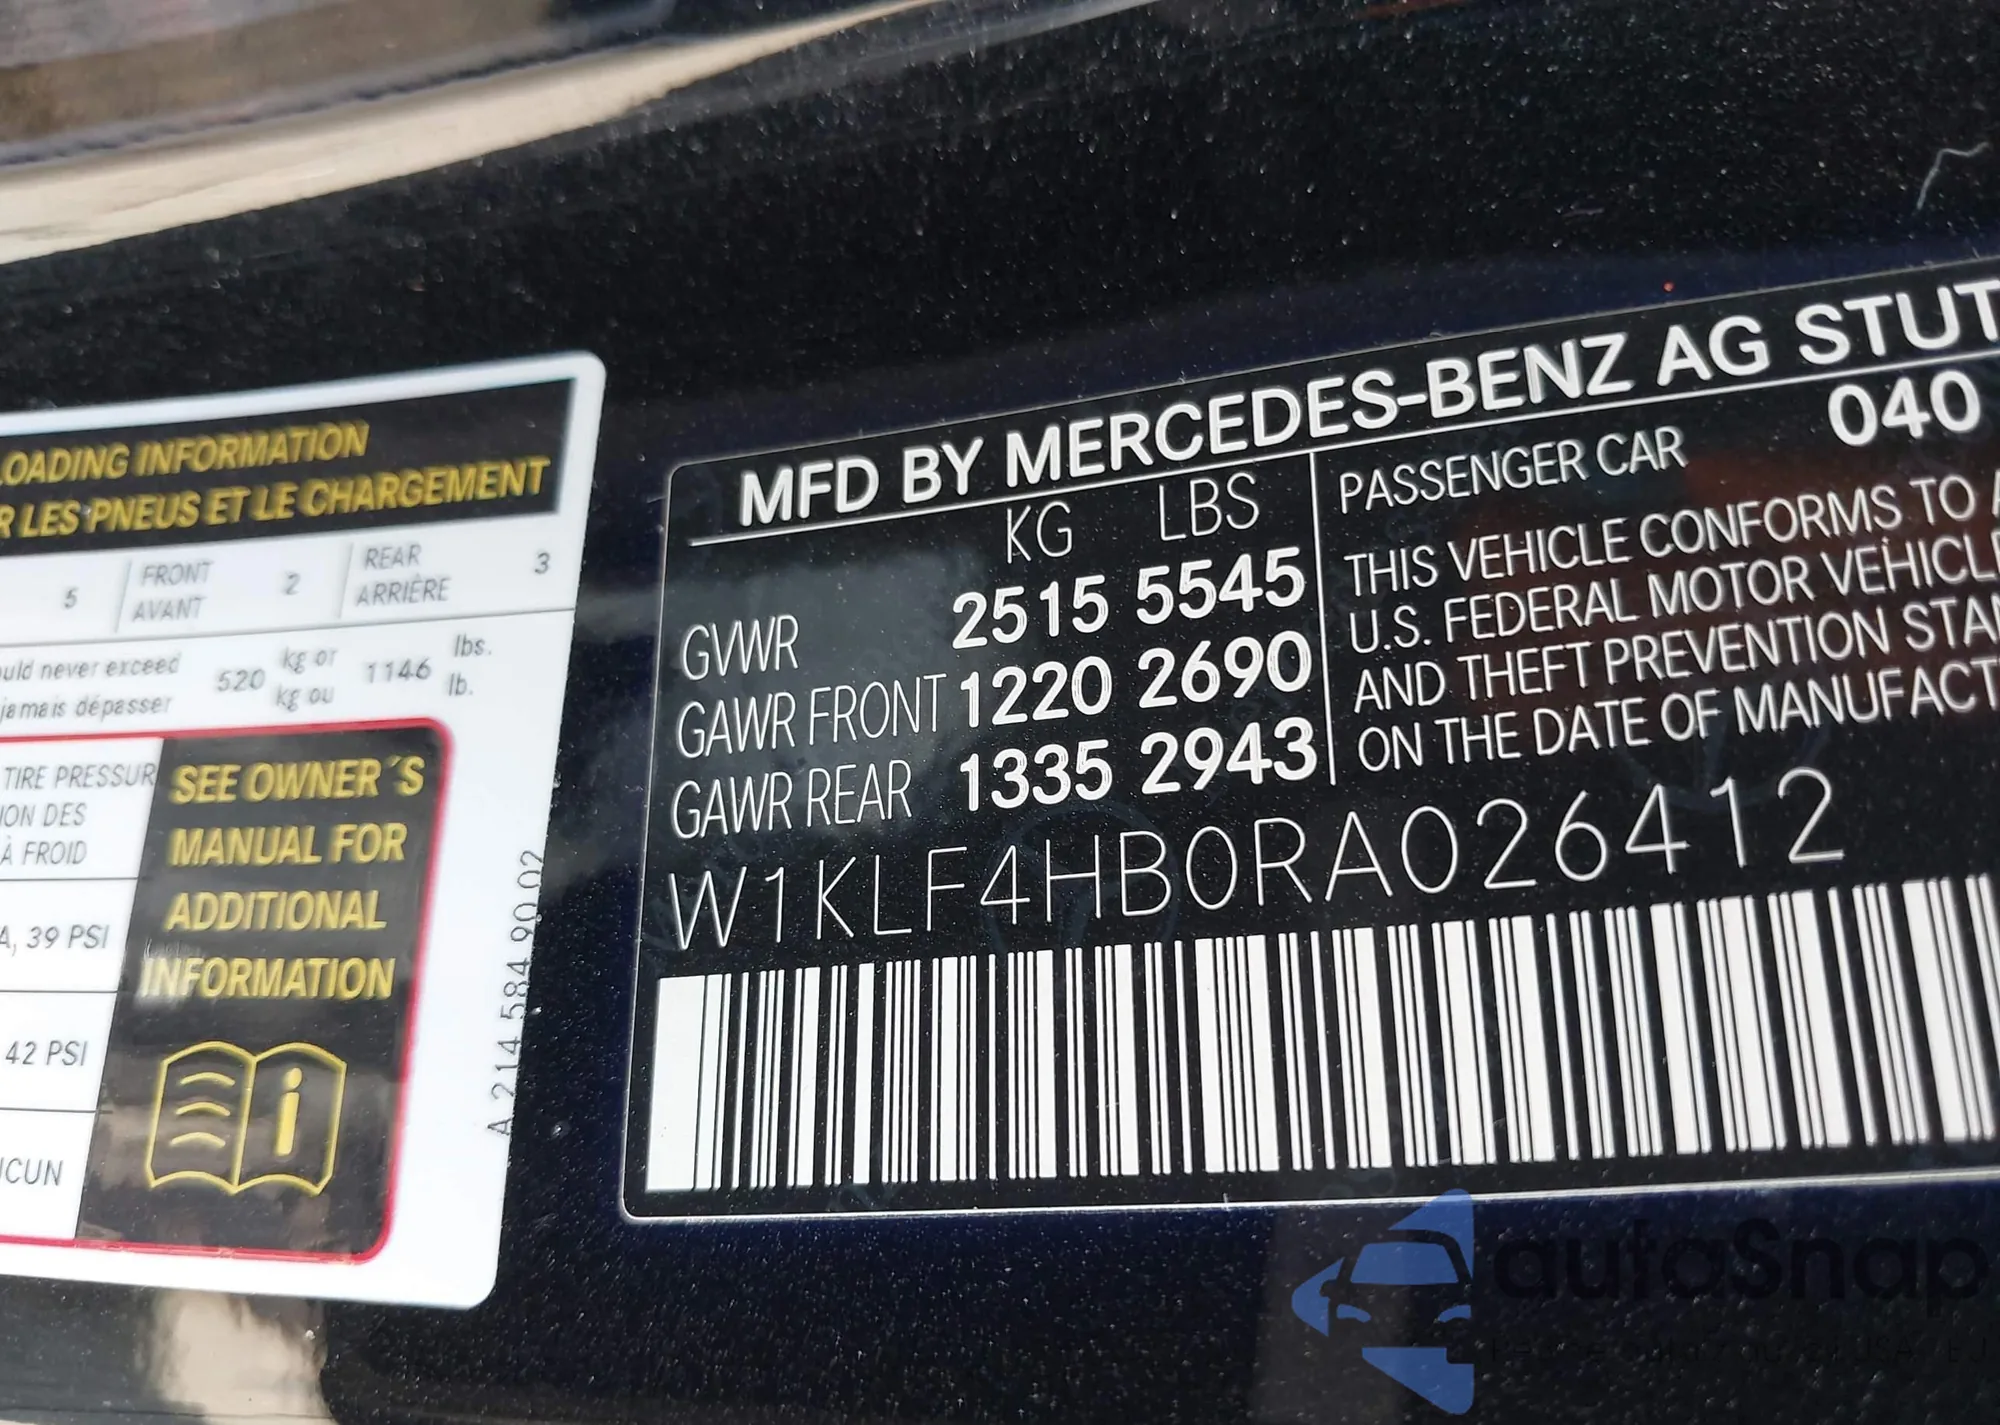 OADING INFORMATION
R LES PNEUS ET LE CHARGEMENT
5
FRONT
AVANT
2
REAR
ARRIÈRE
3
uld never exceed
jamais dépasser
520
kg or
kg ou
1146
lbs.
lb.
TIRE PRESSUR
ION DES
À FROID
A, 39 PSI
42 PSI
CUN
SEE OWNER´S
MANUAL FOR
ADDITIONAL
INFORMATION
A 214 584 90 02
MFD BY MERCEDES-BENZ AG STUT
KG LBS
GVWR 2515 5545
GAWR FRONT 1220 2690
GAWR REAR 1335 2943
PASSENGER CAR 040
THIS VEHICLE CONFORMS TO A
U.S. FEDERAL MOTOR VEHICL
AND THEFT PREVENTION STAN
ON THE DATE OF MANUFACT
W1KLF4HB0RA026412
autoSnap